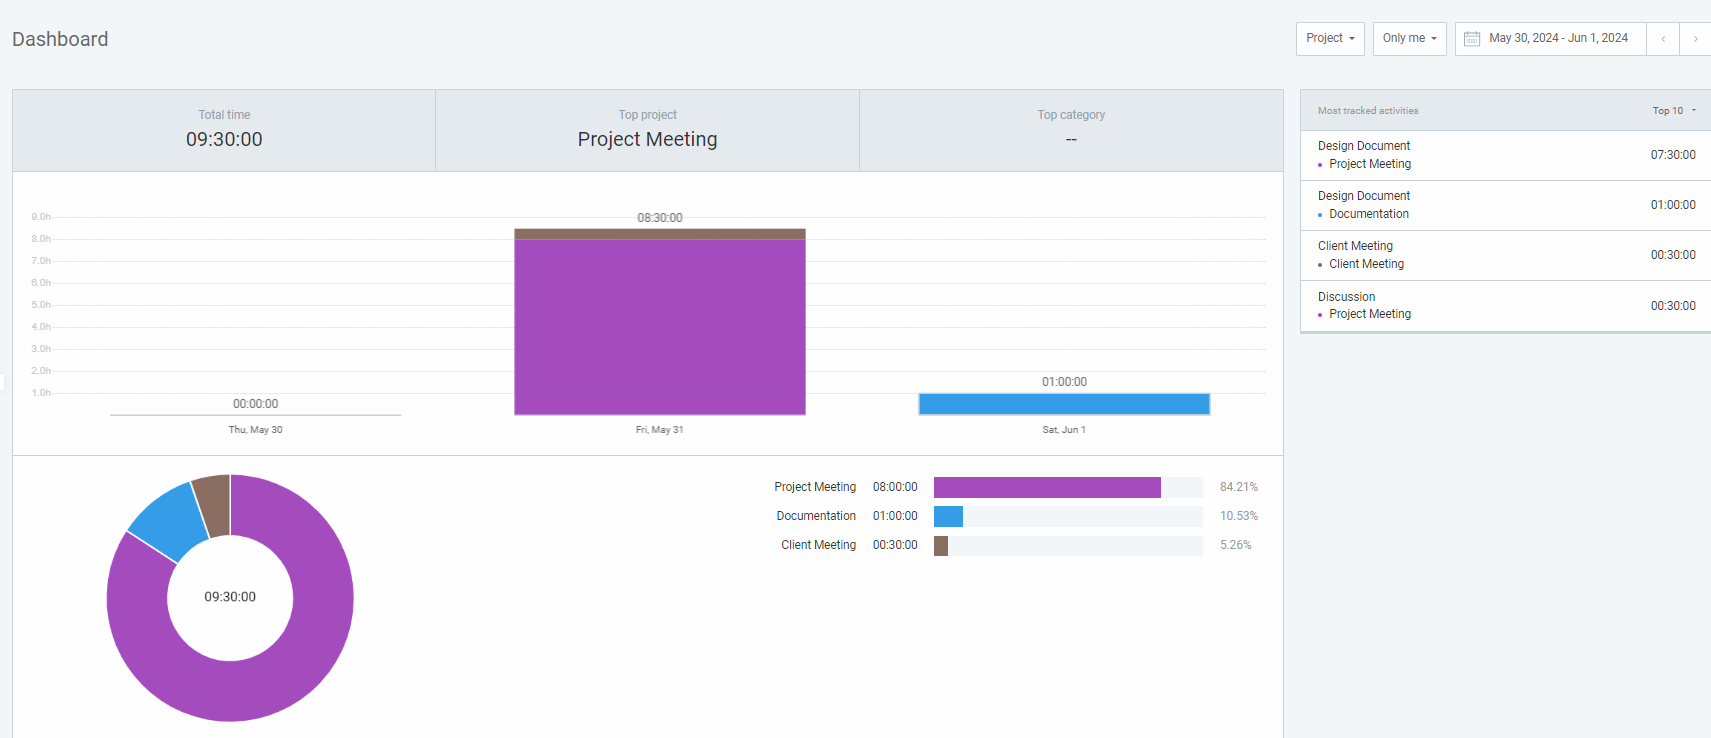 Dashboard
Project
Only me
May 30, 2024 - Jun 1, 2024
Total time
09:30:00
Top project
Project Meeting
Top category
--
9.0h
8.0h
7.0h
6.0h
5.0h
4.0h
3.0h
2.0h
1.0h
00:00:00
08:30:00
01:00:00
Thu, May 30
Fri, May 31
Sat, Jun 1
09:30:00
Project Meeting 08:00:00 84.21%
Documentation 01:00:00 10.53%
Client Meeting 00:30:00 5.26%
Most tracked activities Top 10
Design Document
Project Meeting
07:30:00
Design Document
Documentation
01:00:00
Client Meeting
Client Meeting
00:30:00
Discussion
Project Meeting
00:30:00